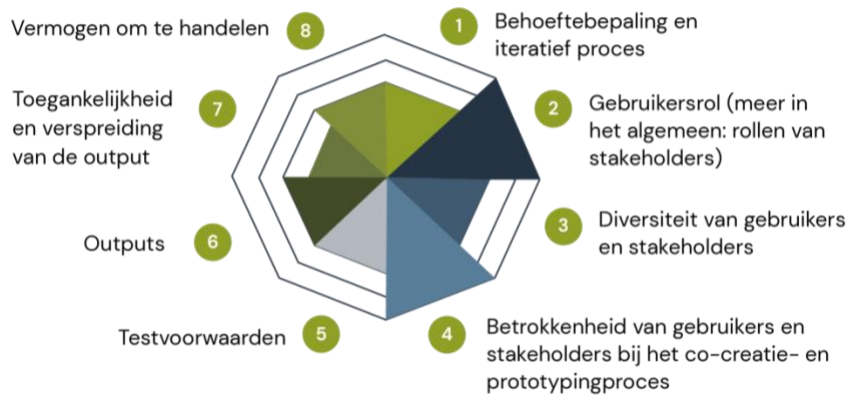 1
Behoeftebepaling en
iteratief proces
2
Gebruikersrol (meer in
het algemeen: rollen van
stakeholders)
3
Diversiteit van gebruikers
en stakeholders
4
Betrokkenheid van gebruikers en
stakeholders bij het co-creatie- en
prototypingproces
5
Testvoorwaarden
6
Outputs
7
Toegankelijkheid
en verspreiding
van de output
8
Vermogen om te handelen